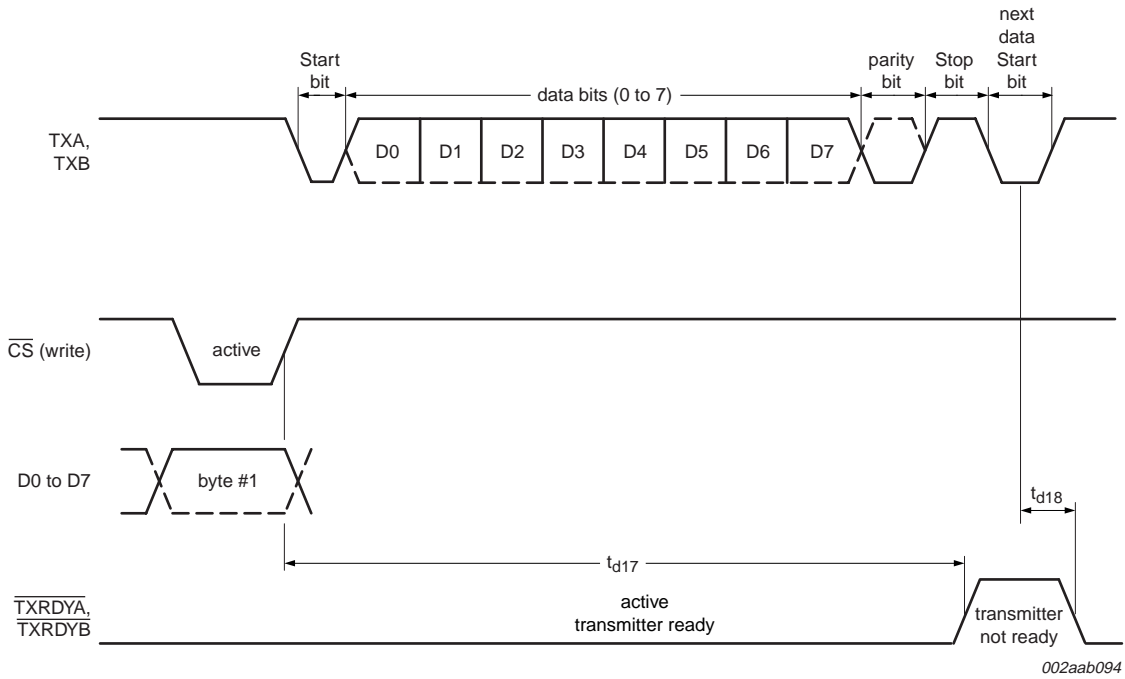 Start
bit
data bits (0 to 7)
parity
bit
Stop
bit
next
data
Start
bit
TXA,
TXB
D0 D1 D2 D3 D4 D5 D6 D7
CS (write)
active
D0 to D7
byte #1
td18
td17
TXRDYA,
TXRDYB
active
transmitter ready
transmitter
not ready
002aab094